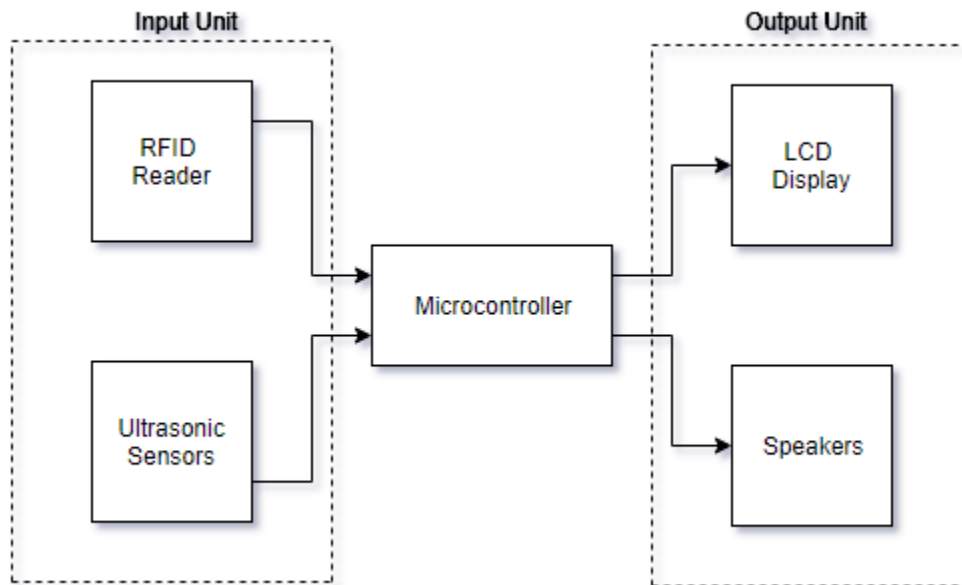 Input Unit
Output Unit
RFID
Reader
LCD
Display
Microcontroller
Ultrasonic
Sensors
Speakers